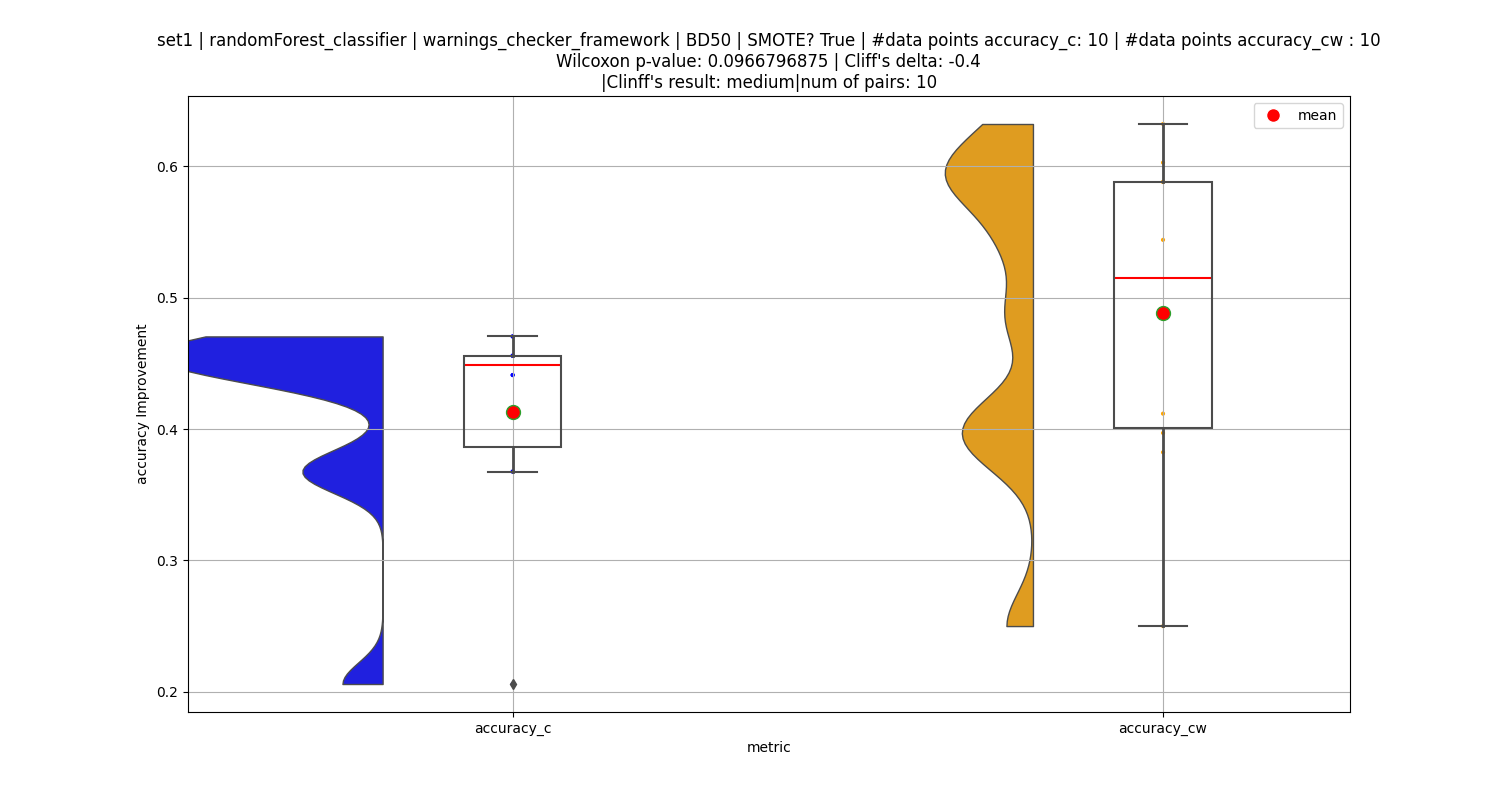 set1 | randomForest_classifier | warnings_checker_framework | BD50 | SMOTE? True | #data points accuracy_c: 10 | #data points accuracy_cw : 10
Wilcoxon p-value: 0.0966796875 | Cliff's delta: -0.4
|Clinff's result: medium|num of pairs: 10
mean
0.6
0.5
0.4
0.3
0.2
accuracy Improvement
accuracy_c
accuracy_cw
metric